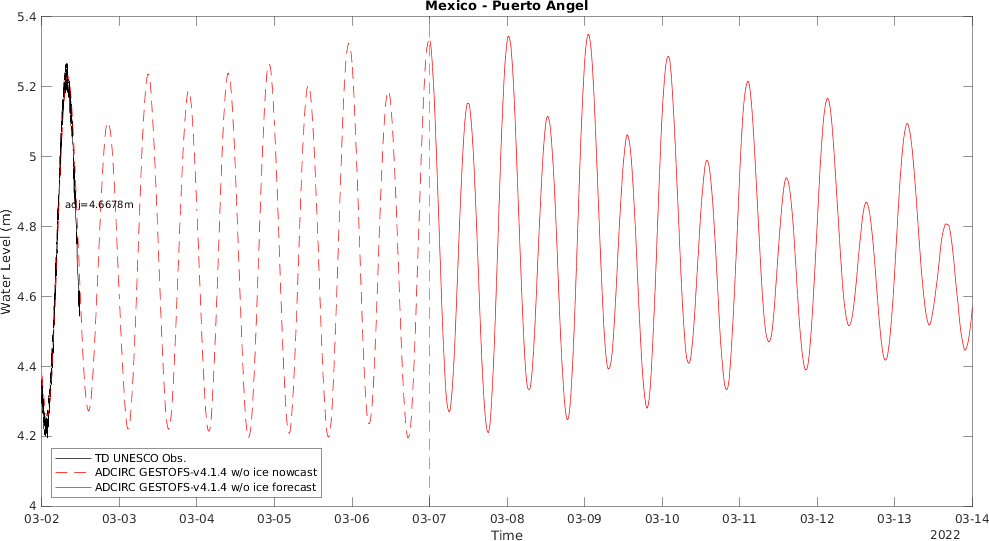 Mexico - Puerto Angel
5.4
5.2
5
4.8
4.6
4.4
4.2
4
Water Level (m)
adj=4.6678m
TD UNESCO Obs.
ADCIRC GESTOFS-v4.1.4 w/o ice nowcast
ADCIRC GESTOFS-v4.1.4 w/o ice forecast
03-02 03-03 03-04 03-05 03-06 03-07 03-08 03-09 03-10 03-11 03-12 03-13 03-14
Time
2022